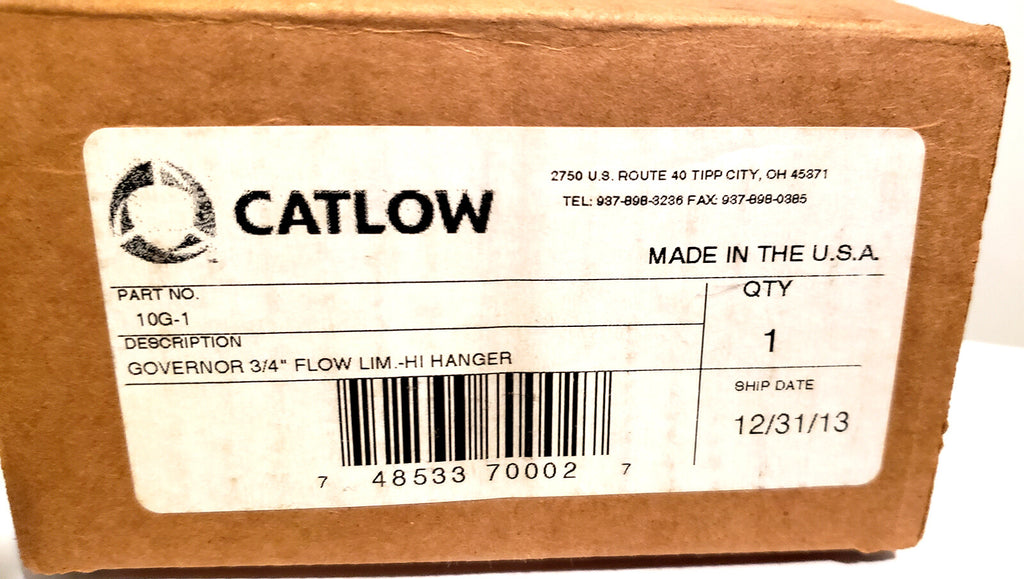 CATLOW
2750 U.S. ROUTE 40 TIPP CITY, OH 45371
TEL: 937-898-3236 FAX: 937-898-0385
MADE IN THE U.S.A.
PART NO.
10G-1
QTY
1
DESCRIPTION
GOVERNOR 3/4" FLOW LIM.-HI HANGER
SHIP DATE
12/31/13
7 48533 70002 7